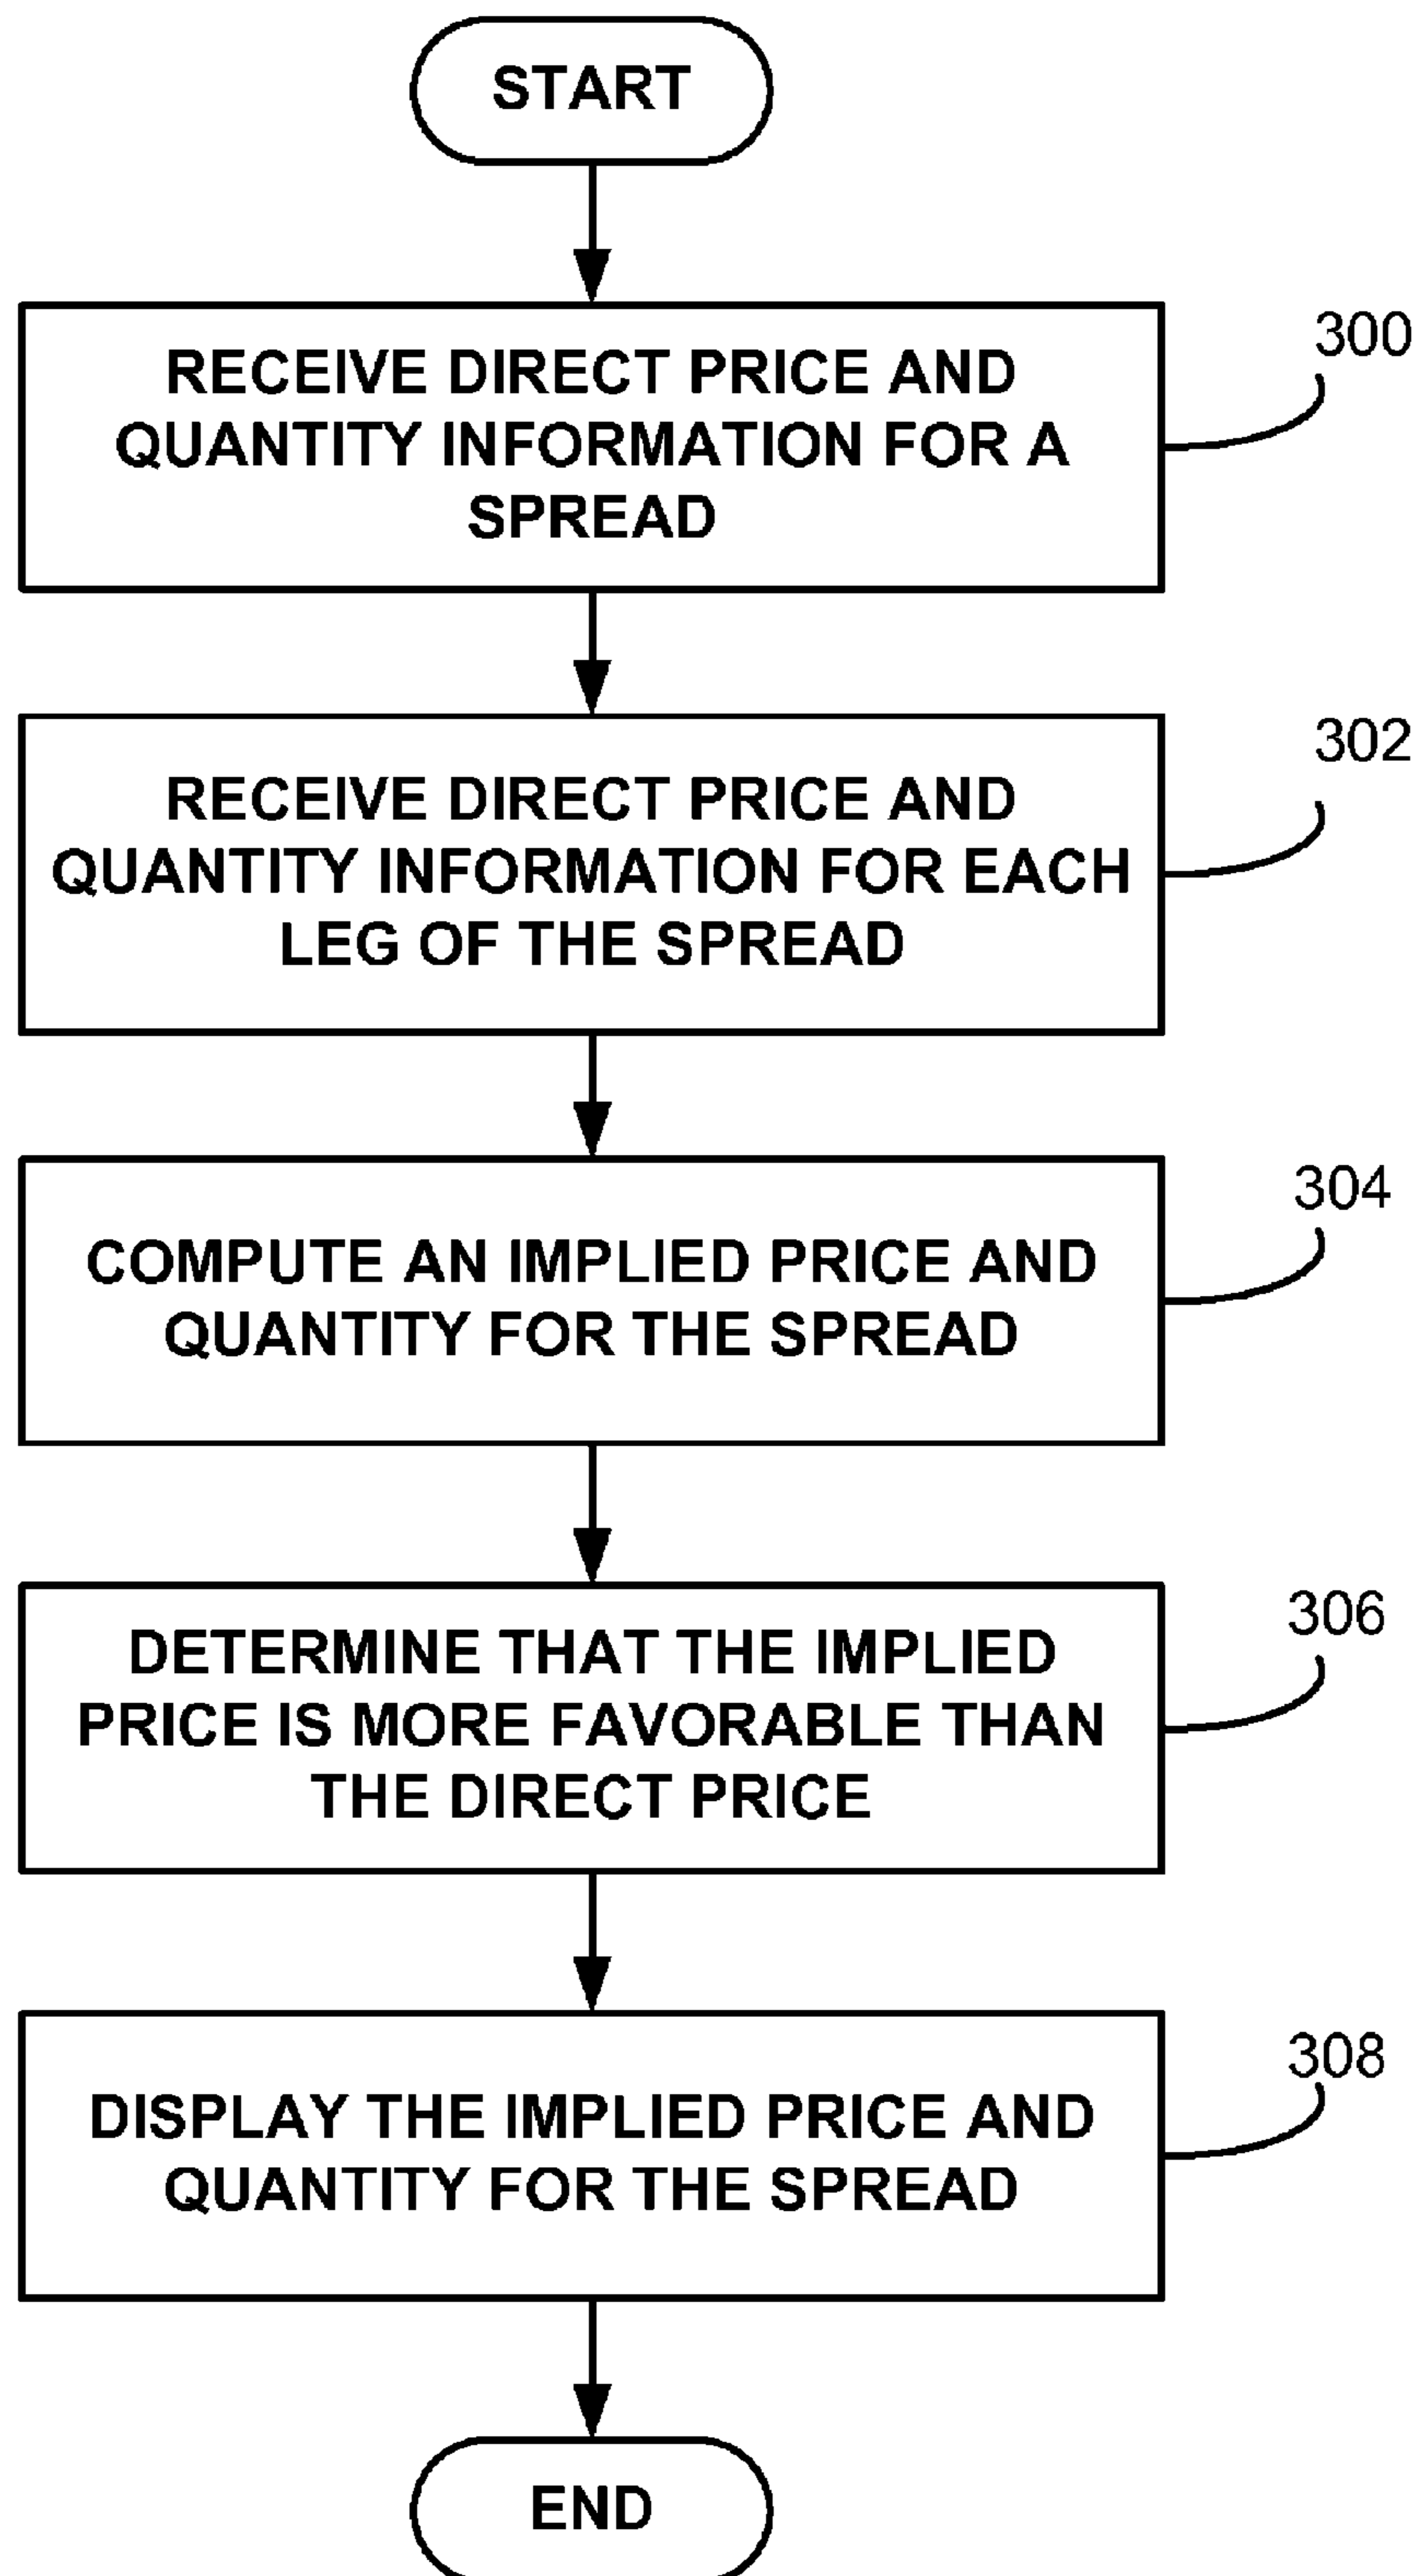 START
RECEIVE DIRECT PRICE AND
QUANTITY INFORMATION FOR A
SPREAD
300
RECEIVE DIRECT PRICE AND
QUANTITY INFORMATION FOR EACH
LEG OF THE SPREAD
302
COMPUTE AN IMPLIED PRICE AND
QUANTITY FOR THE SPREAD
304
DETERMINE THAT THE IMPLIED
PRICE IS MORE FAVORABLE THAN
THE DIRECT PRICE
306
DISPLAY THE IMPLIED PRICE AND
QUANTITY FOR THE SPREAD
308
END